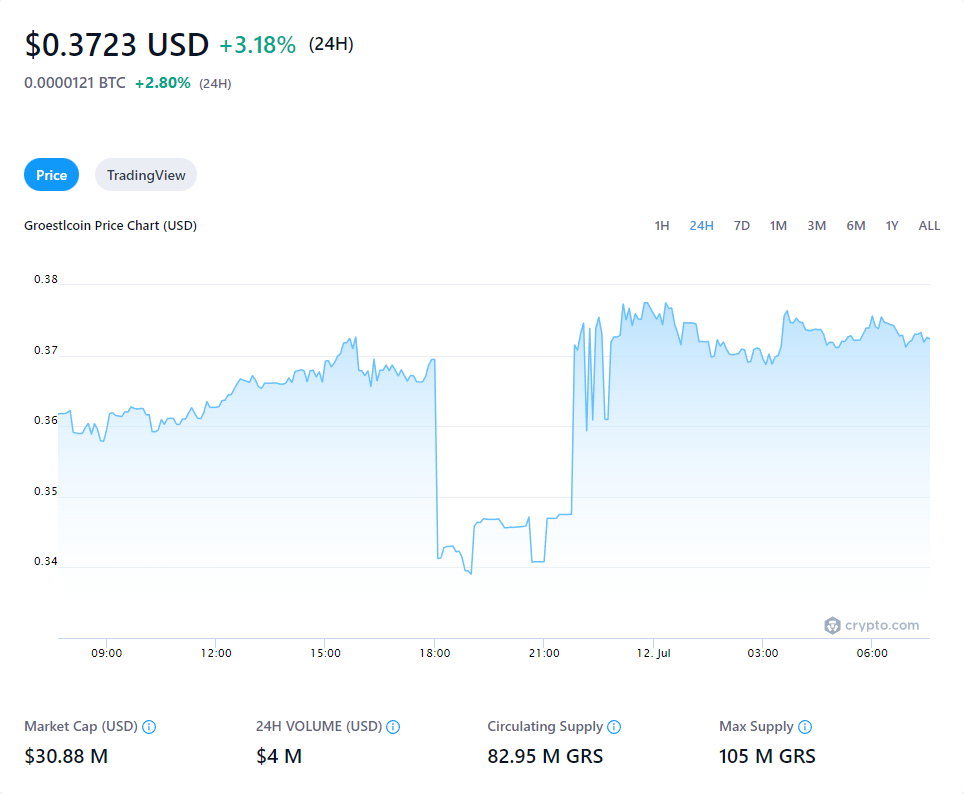 $0.3723 USD +3.18% (24H)
0.0000121 BTC +2.80% (24H)
Price TradingView
Groestlcoin Price Chart (USD) 1H 24H 7D 1M 3M 6M 1Y ALL
0.38
0.37
0.36
0.35
0.34
crypto.com
09:00 12:00 15:00 18:00 21:00 12. Jul 03:00 06:00
Market Cap (USD) 24H VOLUME (USD) Circulating Supply Max Supply
$30.88 M $4 M 82.95 M GRS 105 M GRS